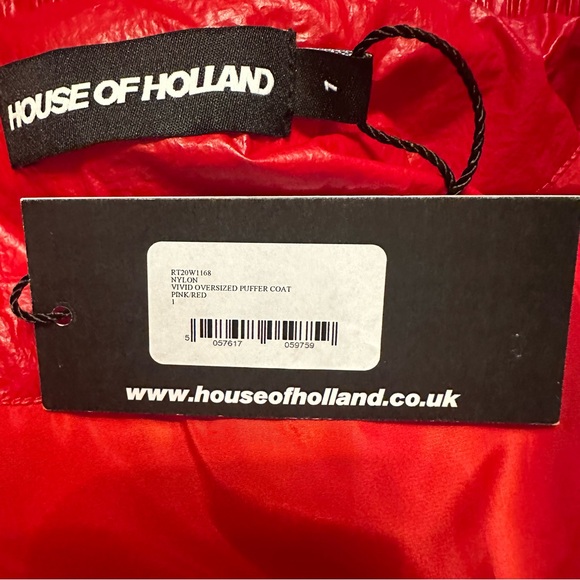 HOUSE OF HOLLAND
1
RT20W1168
NYLON
VIVID OVERSIZED PUFFER COAT
PINK/RED
1
5 057617 059759
www.houseofholland.co.uk